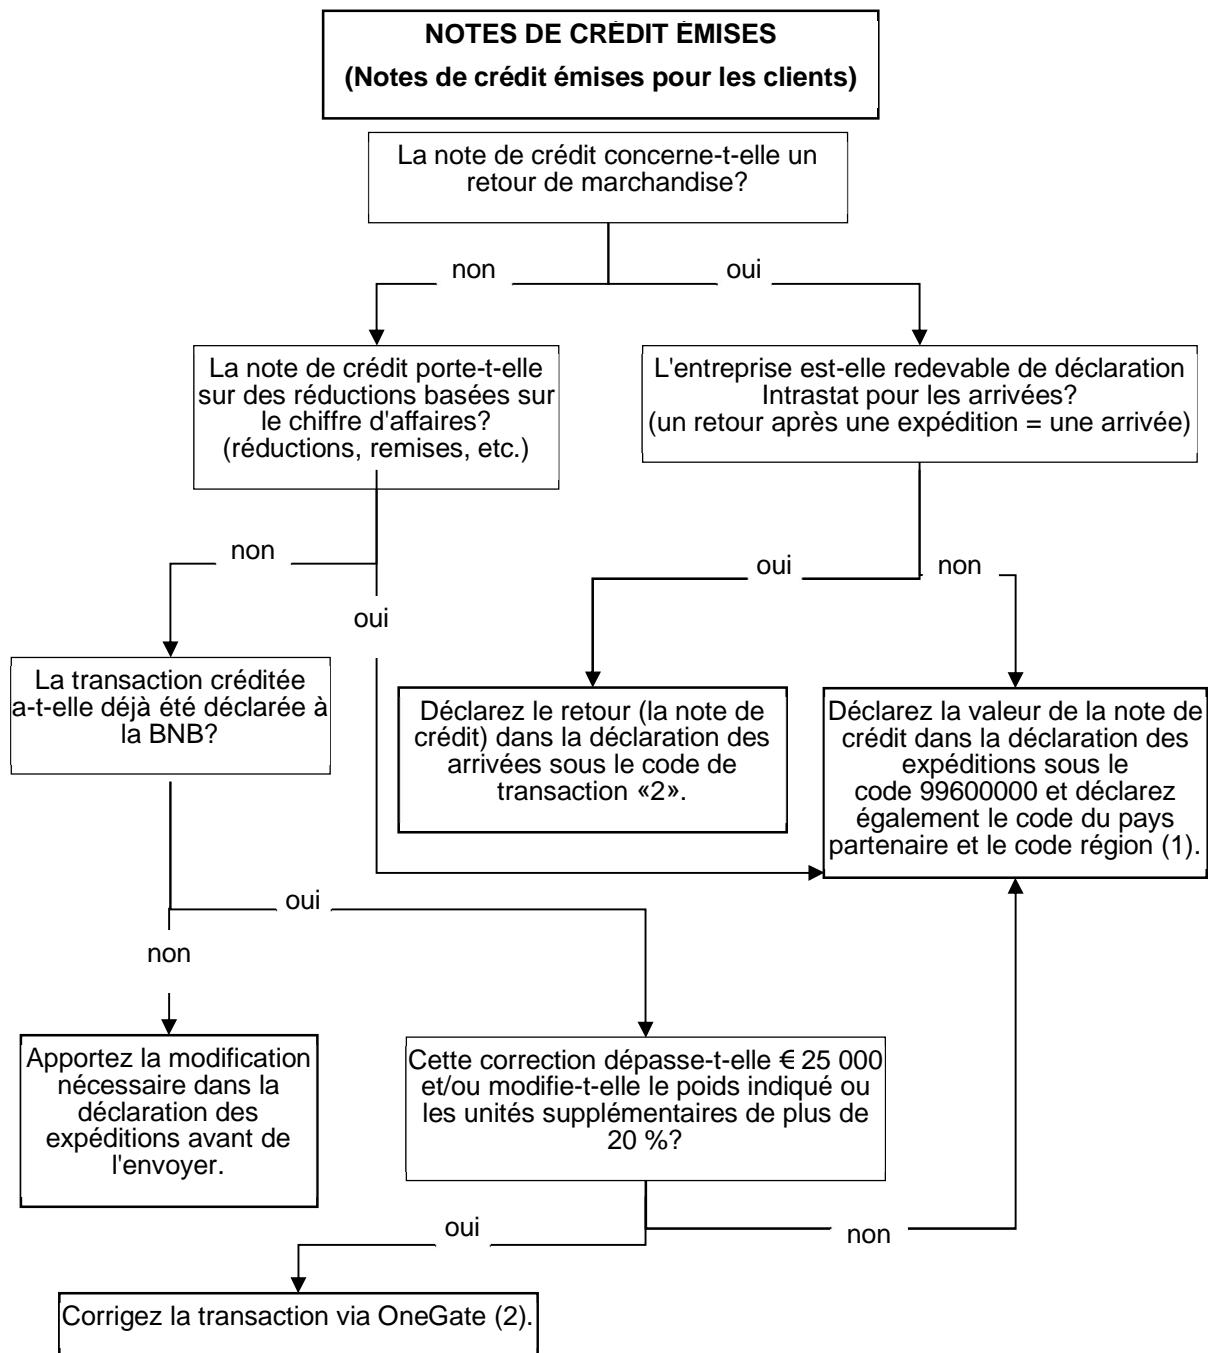 NOTES DE CRÉDIT ÉMISES
(Notes de crédit émises pour les clients)
La note de crédit concerne-t-elle un
retour de marchandise?
non
oui
La note de crédit porte-t-elle
sur des réductions basées sur
le chiffre d'affaires?
(réductions, remises, etc.)
L'entreprise est-elle redevable de déclaration
Intrastat pour les arrivées?
(un retour après une expédition = une arrivée)
non
oui
oui
non
La transaction créditée
a-t-elle déjà été déclarée à
la BNB?
Déclarez le retour (la note de
crédit) dans la déclaration des
arrivées sous le code de
transaction «2».
Déclarez la valeur de la note de
crédit dans la déclaration des
expéditions sous le
code 99600000 et déclarez
également le code du pays
partenaire et le code région (1).
oui
non
Apportez la modification
nécessaire dans la
déclaration des
expéditions avant de
l'envoyer.
Cette correction dépasse-t-elle € 25 000
et/ou modifie-t-elle le poids indiqué ou
les unités supplémentaires de plus de
20 %?
oui
non
Corrigez la transaction via OneGate (2).